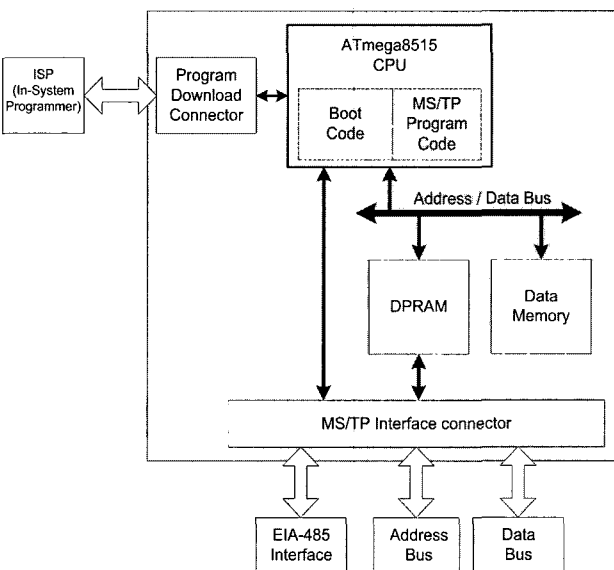 ATmega8515
CPU
ISP
(In-System
Programmer)
Program
Download
Connector
Boot
Code
MS/TP
Program
Code
Address / Data Bus
DPRAM
Data
Memory
MS/TP Interface connector
EIA-485
Interface
Address
Bus
Data
Bus